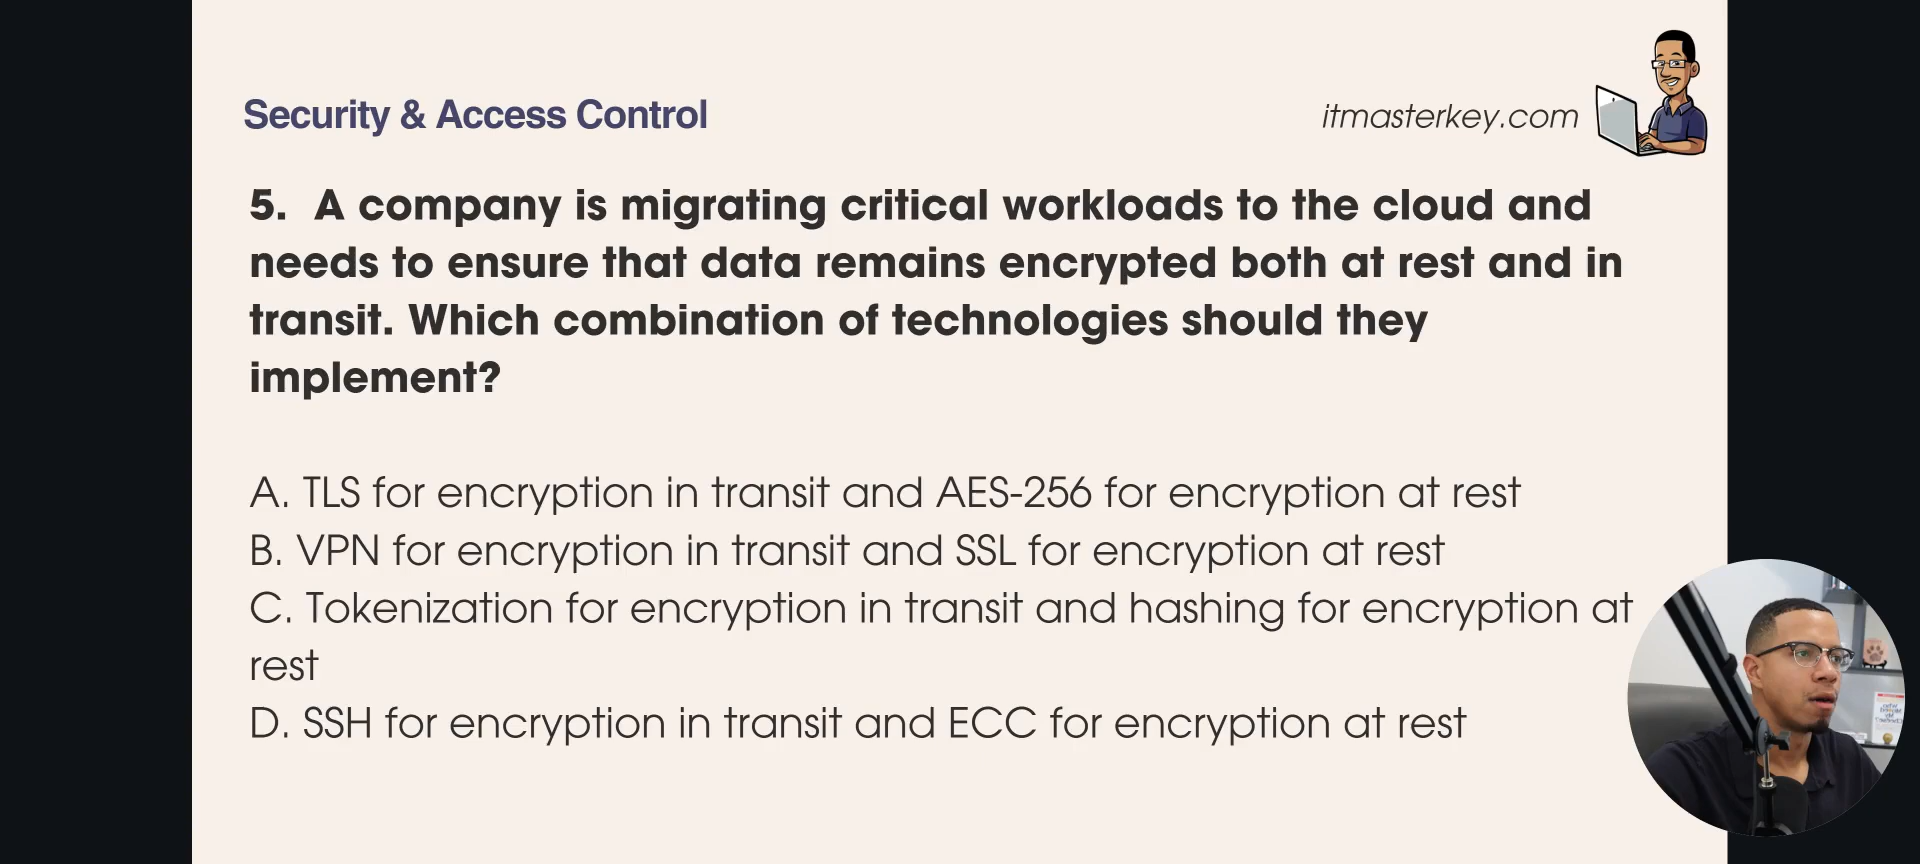 Security & Access Control
itmasterkey.com
5. A company is migrating critical workloads to the cloud and
needs to ensure that data remains encrypted both at rest and in
transit. Which combination of technologies should they
implement?
A. TLS for encryption in transit and AES-256 for encryption at rest
B. VPN for encryption in transit and SSL for encryption at rest
C. Tokenization for encryption in transit and hashing for encryption at
rest
D. SSH for encryption in transit and ECC for encryption at rest